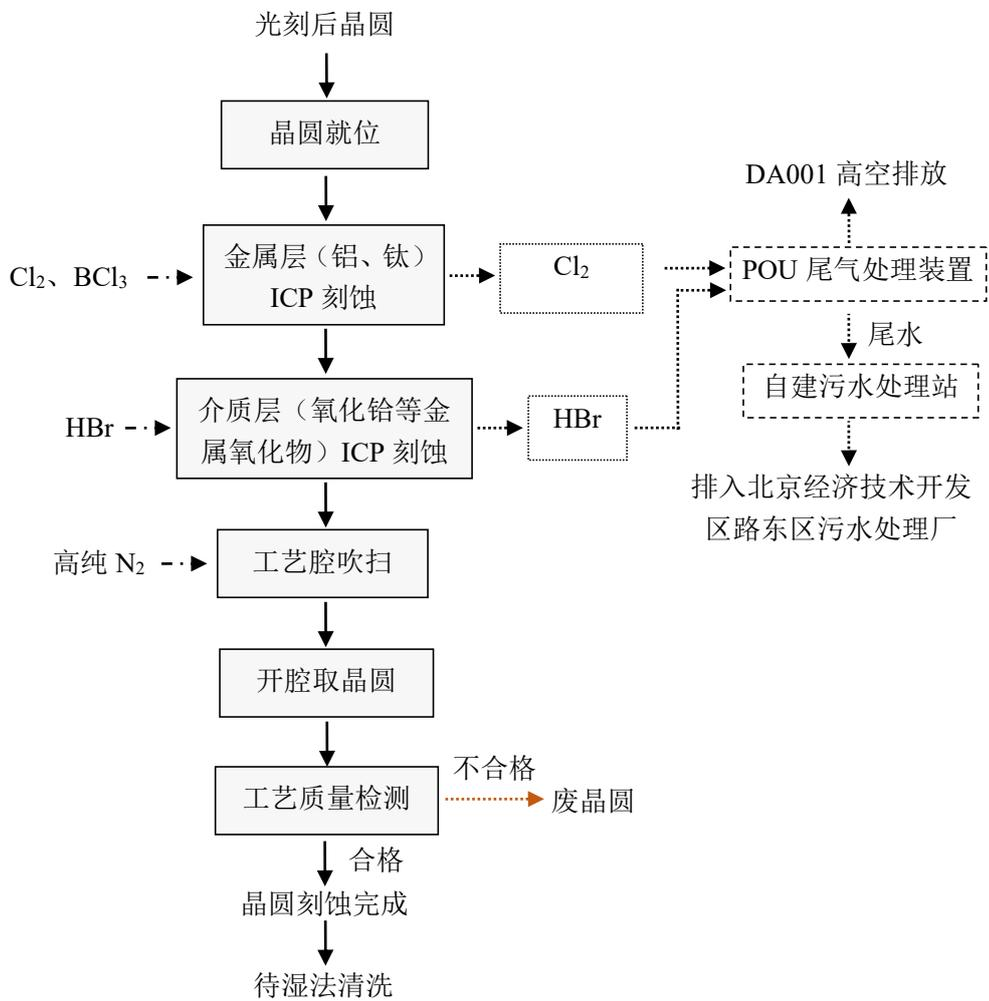 光刻后晶圆
晶圆就位
DA001 高空排放
Cl₂、BCl₃
金属层（铝、钛）
ICP 刻蚀
Cl₂
POU 尾气处理装置
尾水
自建污水处理站
HBr
介质层（氧化铪等金
属氧化物）ICP 刻蚀
HBr
排入北京经济技术开发
区路东区污水处理厂
高纯 N₂
工艺腔吹扫
开腔取晶圆
工艺质量检测
不合格
废晶圆
合格
晶圆刻蚀完成
待湿法清洗